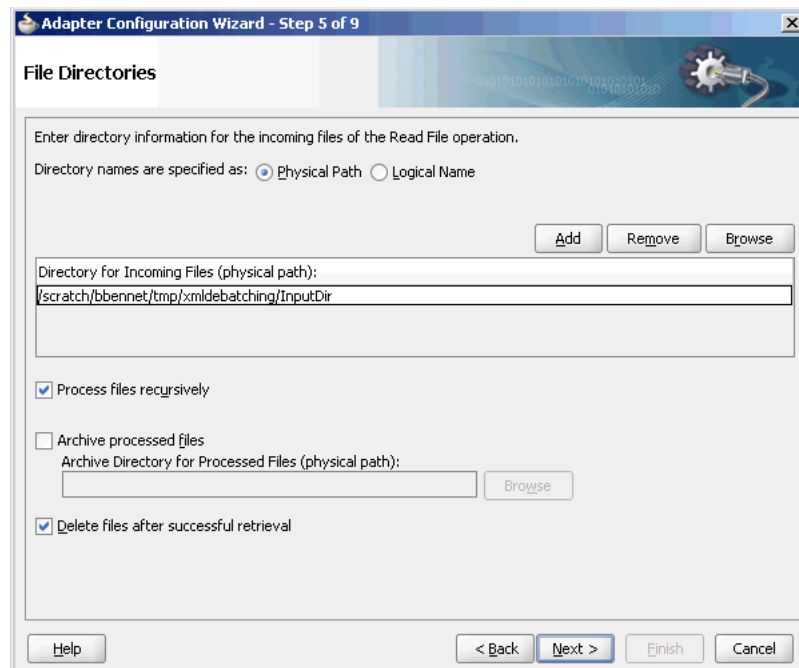 Adapter Configuration Wizard - Step 5 of 9
File Directories
0101010101010101010101010101
01010101010
Enter directory information for the incoming files of the Read File operation.
Directory names are specified as: Physical Path Logical Name
Add Remove Browse
Directory for Incoming Files (physical path):
/scratch/bbennet/tmp/xmldebatching/InputDir
Process files recursively
Archive processed files
Archive Directory for Processed Files (physical path):
Browse
Delete files after successful retrieval
Help < Back Next > Finish Cancel